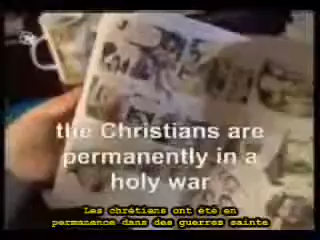 the Christians are
permanently in a
holy war
Les chrétiens ont été en
permanence dans des guerres sainte